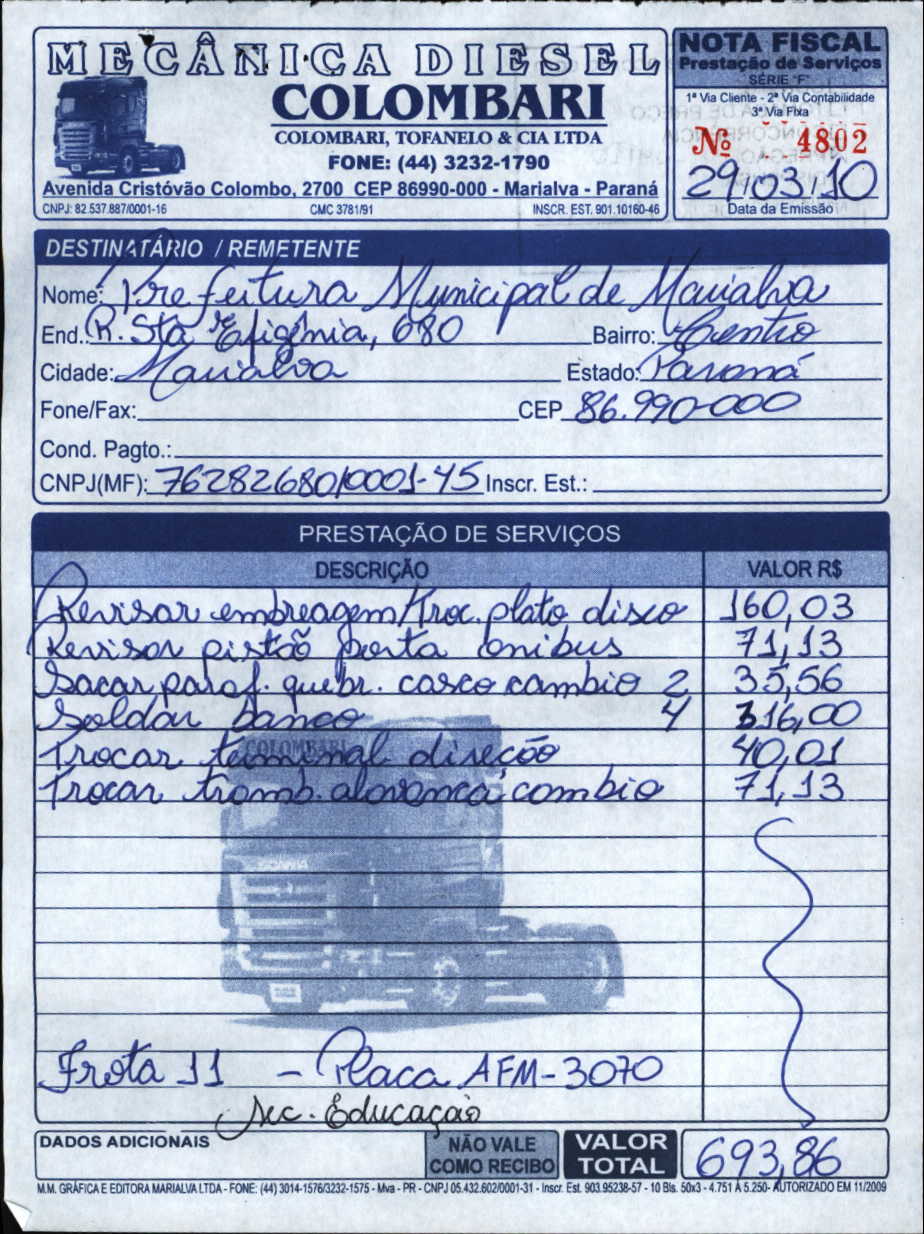 MECÂNICA DIESEL
COLOMBARI
COLOMBARI, TOFANELO & CIA LTDA
FONE: (44) 3232-1790
Avenida Cristóvão Colombo, 2700 CEP 86990-000 - Marialva - Paraná
CNPJ: 82.537.887/0001-16 CMC 3781/91 INSCR. EST. 901.10160-46
NOTA FISCAL
Prestação de Serviços
SÉRIE "F"
1ª Via Cliente - 2ª Via Contabilidade
3ª Via Fixa
Nº 4802
29/03/10
Data da Emissão
DESTINATÁRIO / REMETENTE
Nome: Prefeitura Municipal de Marialva
End.: R. Sta Efigênia, 680 Bairro: Centro
Cidade: Marialva Estado: Paraná
Fone/Fax: CEP 86.990-000
Cond. Pagto.:
CNPJ(MF): 76282680/0001-45 Inscr. Est.:
PRESTAÇÃO DE SERVIÇOS
DESCRIÇÃO VALOR R$
Revisar embreagem/troc. plato disco 160,03
Revisar pistão porta onibus 71,13
Sacar paraf. quebr. casco cambio 2 35,56
Soldar banco 4 316,00
Trocar terminal direção 40,01
Trocar tramb. alavanca cambio 71,13
COLOMBARI
SCANIA
Frota 11 - Placa AFM-3070
Sec. Educação
DADOS ADICIONAIS
NÃO VALE
COMO RECIBO
VALOR
TOTAL
693,86
M.M. GRÁFICA E EDITORA MARIALVA LTDA - FONE: (44) 3014-1576/3232-1575 - Mva - PR - CNPJ 05.432.602/0001-31 - Inscr. Est. 903.95238-57 - 10 Bls. 50x3 - 4.751 A 5.250- AUTORIZADO EM 11/2009